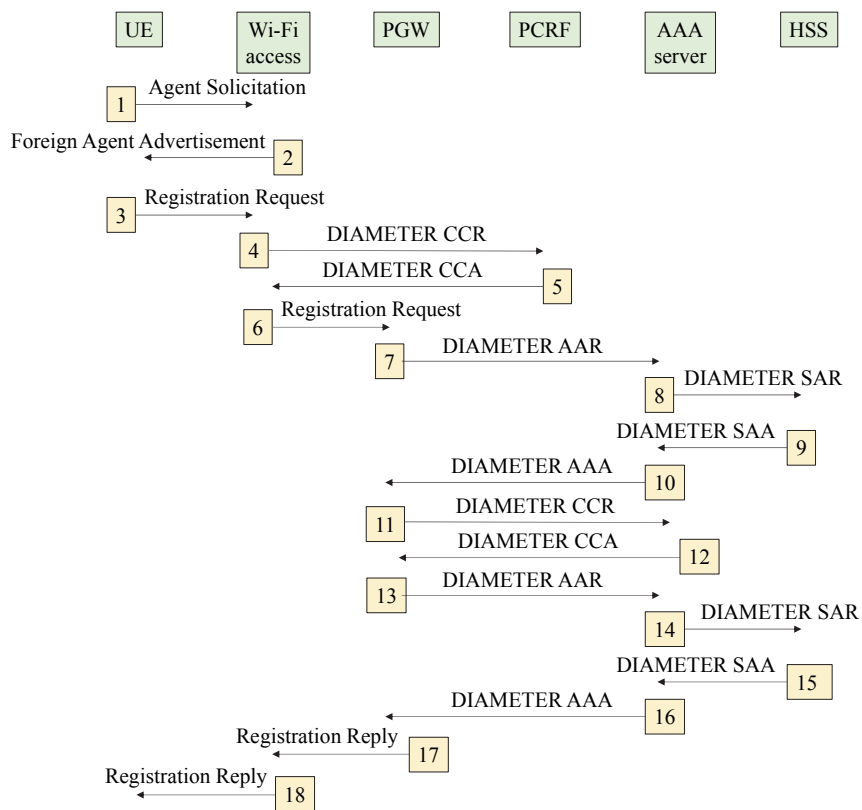 UE
Wi-Fi
access
PGW
PCRF
AAA
server
HSS
Agent Solicitation
1
Foreign Agent Advertisement
2
Registration Request
3
DIAMETER CCR
4
DIAMETER CCA
5
Registration Request
6
DIAMETER AAR
7
DIAMETER SAR
8
DIAMETER SAA
9
DIAMETER AAA
10
DIAMETER CCR
11
DIAMETER CCA
12
DIAMETER AAR
13
DIAMETER SAR
14
DIAMETER SAA
15
DIAMETER AAA
16
Registration Reply
17
Registration Reply
18